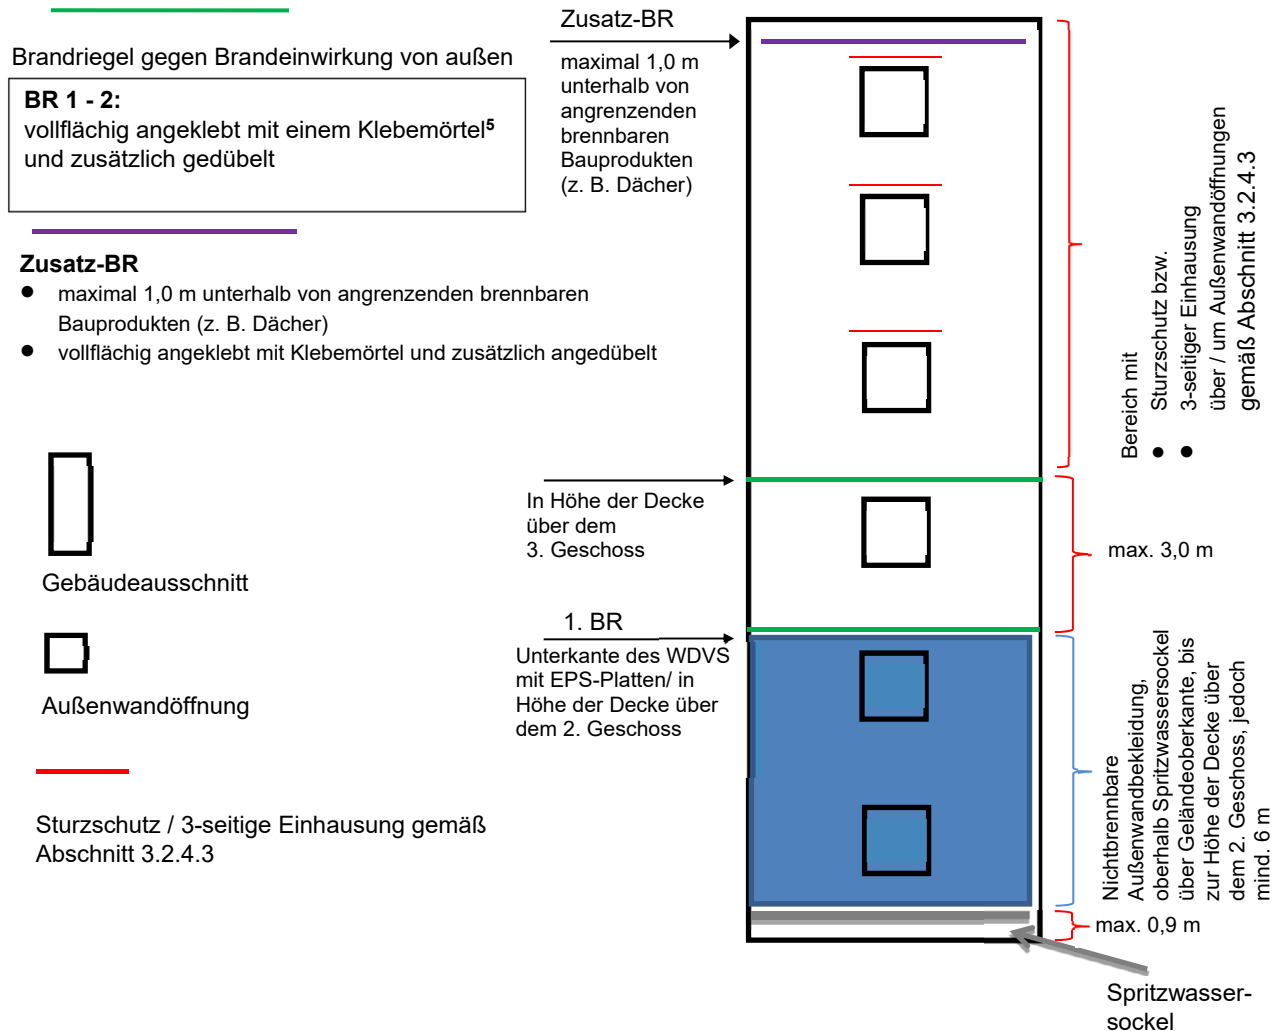 Brandriegel gegen Brandeinwirkung von außen
BR 1 - 2:
vollflächig angeklebt mit einem Klebemörtel⁵
und zusätzlich gedübelt
Zusatz-BR
● maximal 1,0 m unterhalb von angrenzenden brennbaren
Bauprodukten (z. B. Dächer)
● vollflächig angeklebt mit Klebemörtel und zusätzlich angedübelt
Gebäudeausschnitt
Außenwandöffnung
Sturzschutz / 3-seitige Einhausung gemäß
Abschnitt 3.2.4.3
Zusatz-BR
maximal 1,0 m
unterhalb von
angrenzenden
brennbaren
Bauprodukten
(z. B. Dächer)
In Höhe der Decke
über dem
3. Geschoss
1. BR
Unterkante des WDVS
mit EPS-Platten/ in
Höhe der Decke über
dem 2. Geschoss
Bereich mit
● Sturzschutz bzw.
● 3-seitiger Einhausung
über / um Außenwandöffnungen
gemäß Abschnitt 3.2.4.3
max. 3,0 m
Nichtbrennbare
Außenwandbekleidung,
oberhalb Spritzwassersockel
über Geländeoberkante, bis
zur Höhe der Decke über
dem 2. Geschoss, jedoch
mind. 6 m
max. 0,9 m
Spritzwasser-
sockel